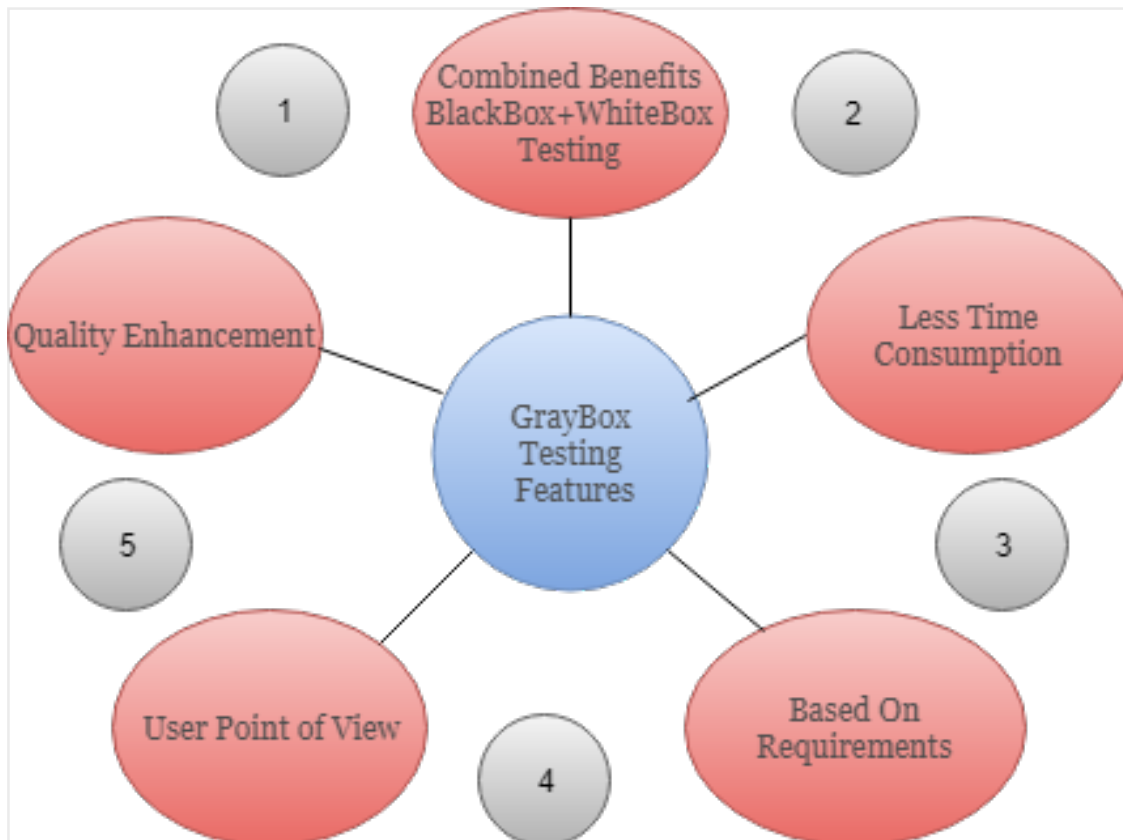 1
Combined Benefits
BlackBox+WhiteBox
Testing
2
Quality Enhancement
Less Time
Consumption
GrayBox
Testing
Features
5
3
User Point of View
Based On
Requirements
4